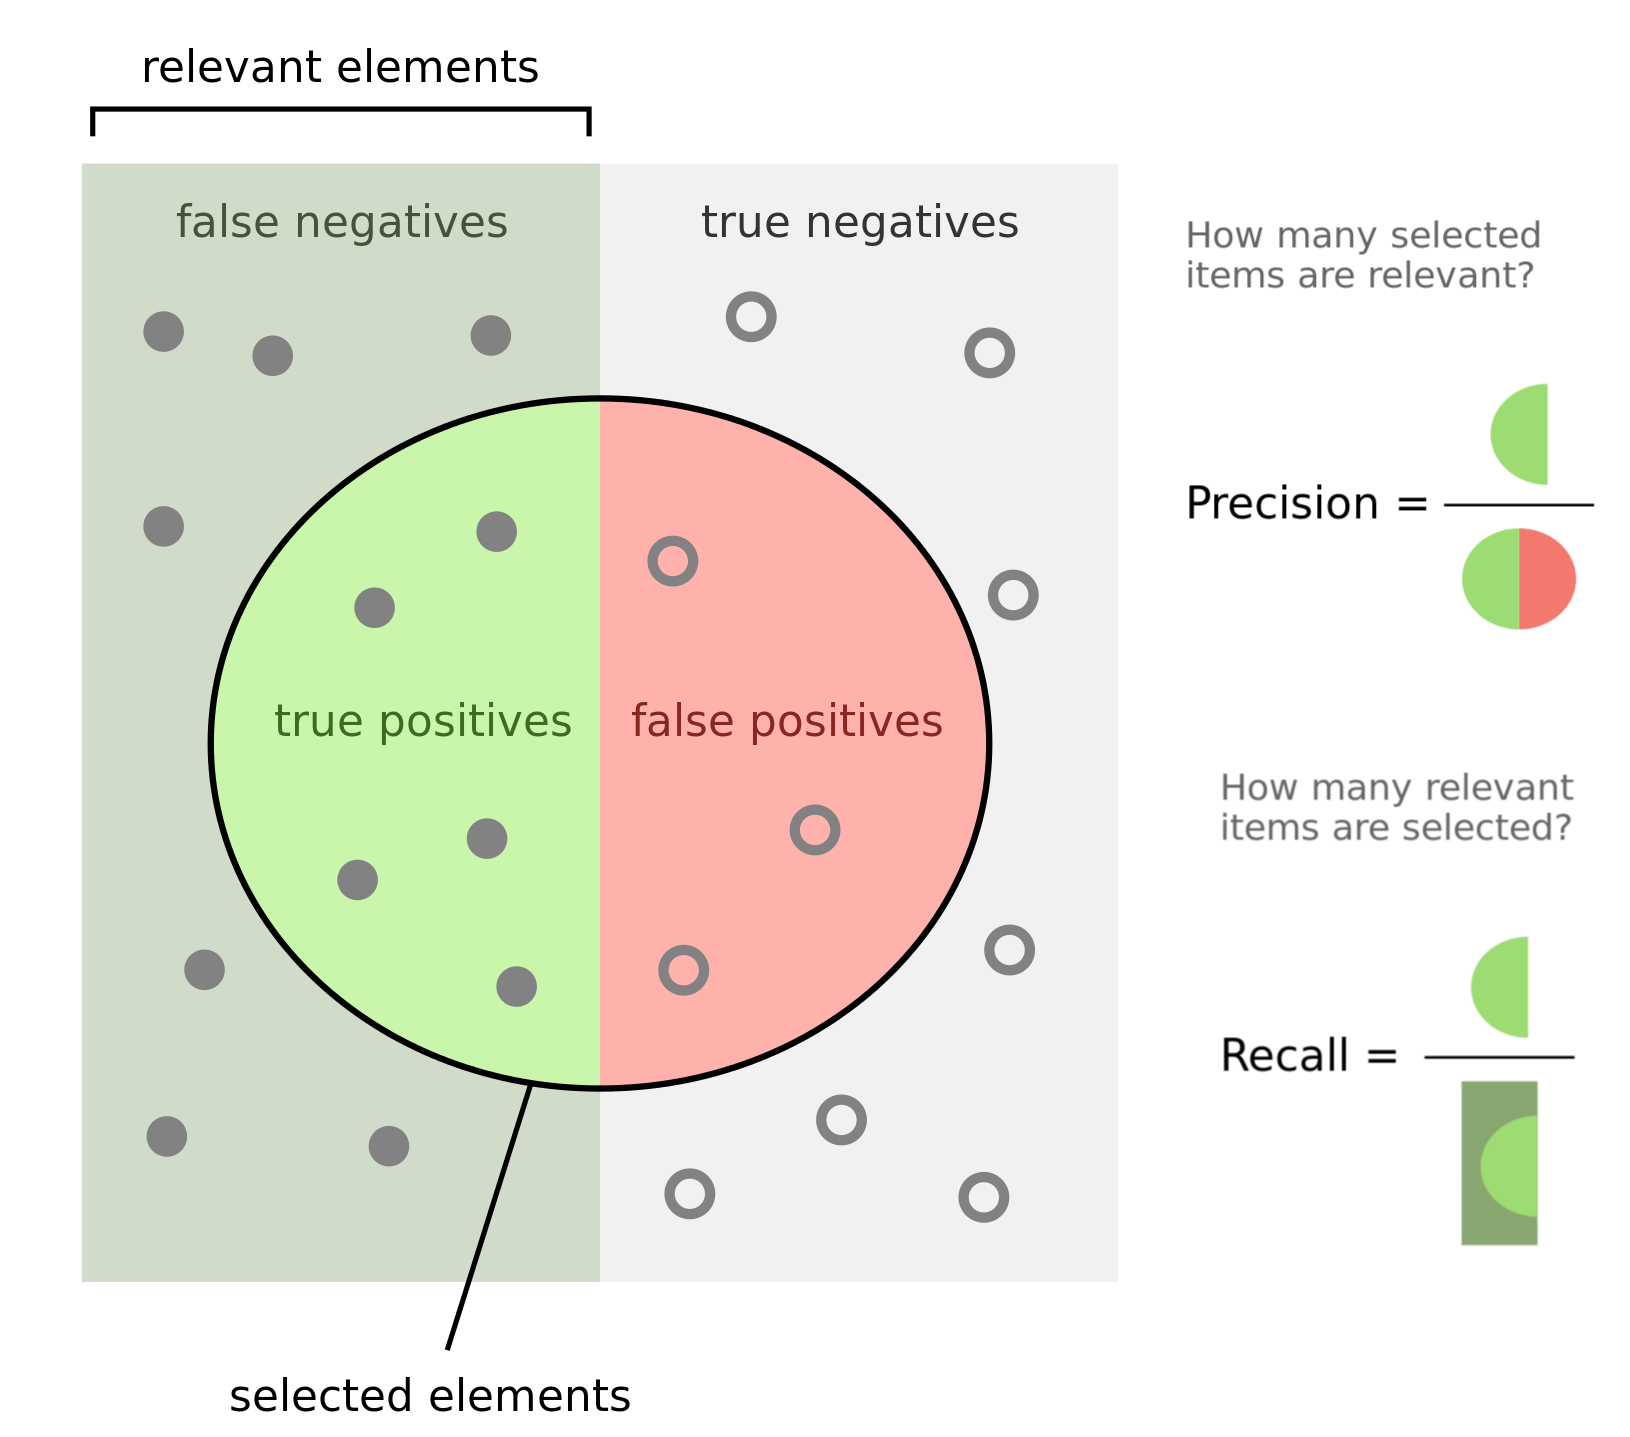 relevant elements
false negatives
true negatives
true positives
false positives
selected elements
How many selected
items are relevant?
Precision =
How many relevant
items are selected?
Recall =